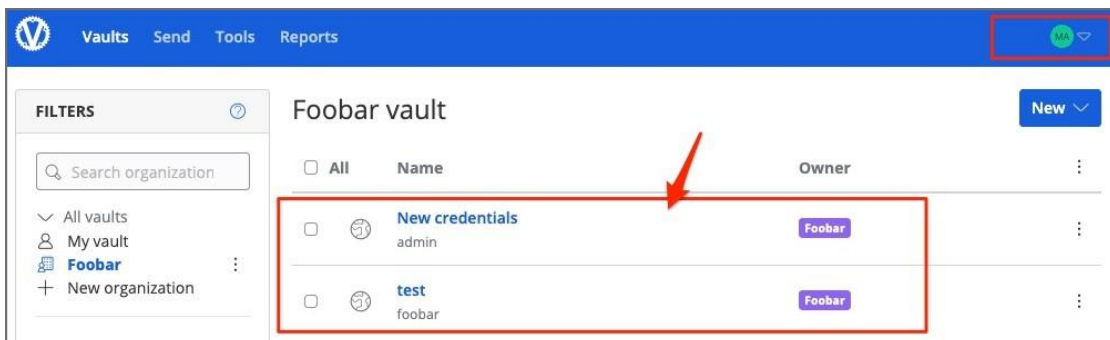 Vaults Send Tools Reports MA
FILTERS
Search organization
All vaults
My vault
Foobar
New organization
Foobar vault
New
All Name Owner
New credentials
admin
Foobar
test
foobar
Foobar